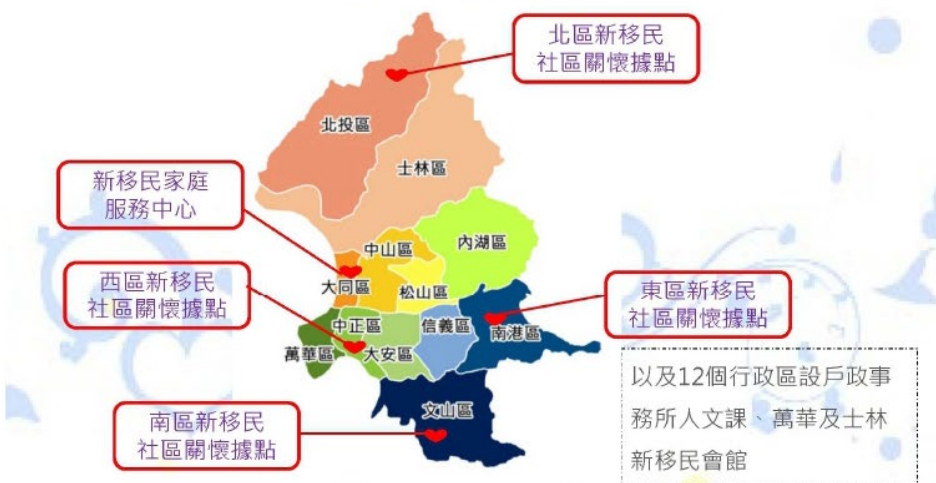 北區新移民
社區關懷據點
北投區
士林區
新移民家庭
服務中心
中山區
內湖區
大同區
松山區
西區新移民
社區關懷據點
東區新移民
社區關懷據點
中正區
信義區
南港區
萬華區
大安區
以及12個行政區設戶政事
務所人文課、萬華及士林
新移民會館
文山區
南區新移民
社區關懷據點